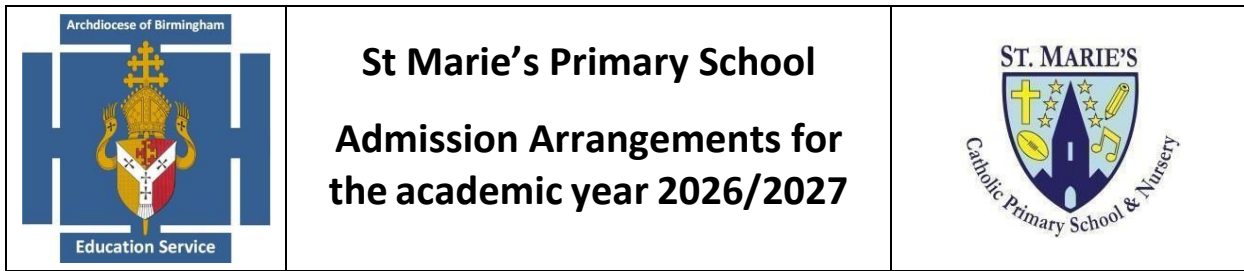 Archdiocese of Birmingham
Education Service
St Marie’s Primary School
Admission Arrangements for
the academic year 2026/2027
ST. MARIE'S
Catholic Primary School & Nursery